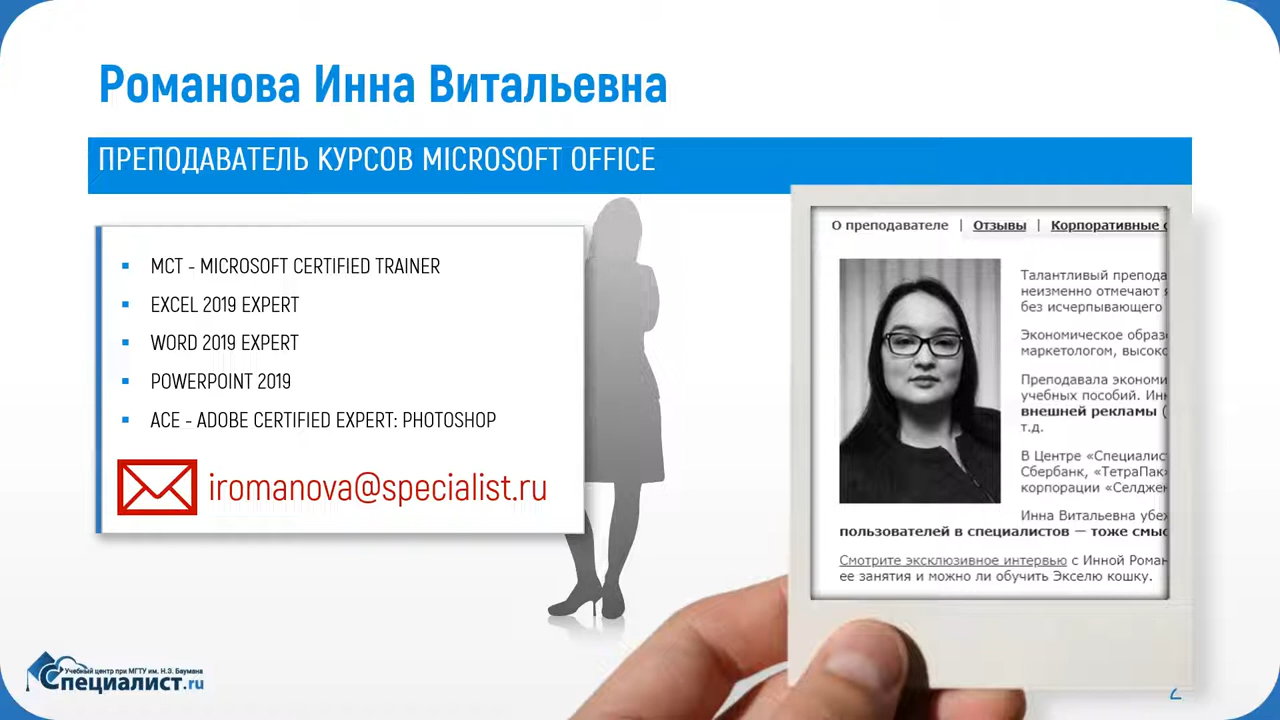 Романова Инна Витальевна
ПРЕПОДАВАТЕЛЬ КУРСОВ MICROSOFT OFFICE
MCT - MICROSOFT CERTIFIED TRAINER
EXCEL 2019 EXPERT
WORD 2019 EXPERT
POWERPOINT 2019
ACE - ADOBE CERTIFIED EXPERT: PHOTOSHOP
iromanova@specialist.ru
О преподавателе | Отзывы | Корпоративные
Талантливый препода
неизменно отмечают
без исчерпывающего
Экономическое образ
маркетологом, высоко
Преподавала экономи
учебных пособий. Ин
внешней рекламы (
т.д.
В Центре «Специалис
Сбербанк, «ТетраПак»
корпорации «Селджен
Инна Витальевна убеж
пользователей в специалистов — тоже смыс
Смотрите эксклюзивное интервью с Инной Роман
ее занятия и можно ли обучить Экселю кошку.
Учебный центр при МГТУ им. Н.Э. Баумана
Специалист.ru
2